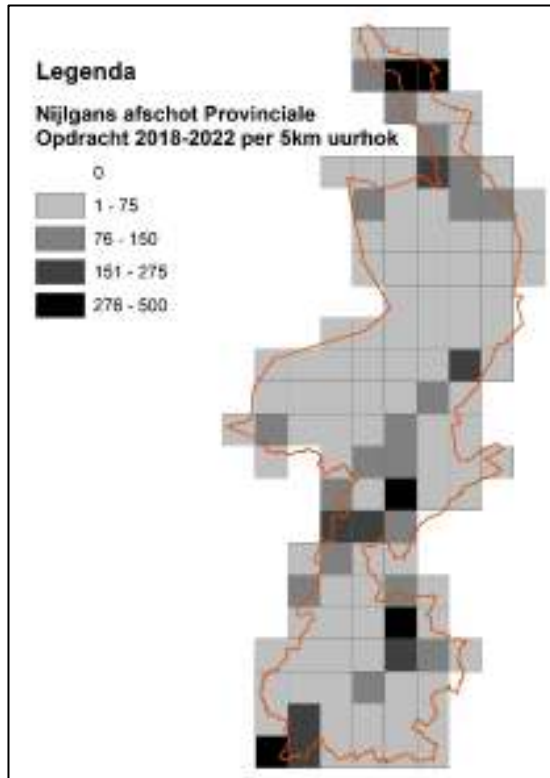 Legenda
Nijlgans afschot Provinciale
Opdracht 2018-2022 per 5km uurhok
0
1 - 75
76 - 150
151 - 275
276 - 500